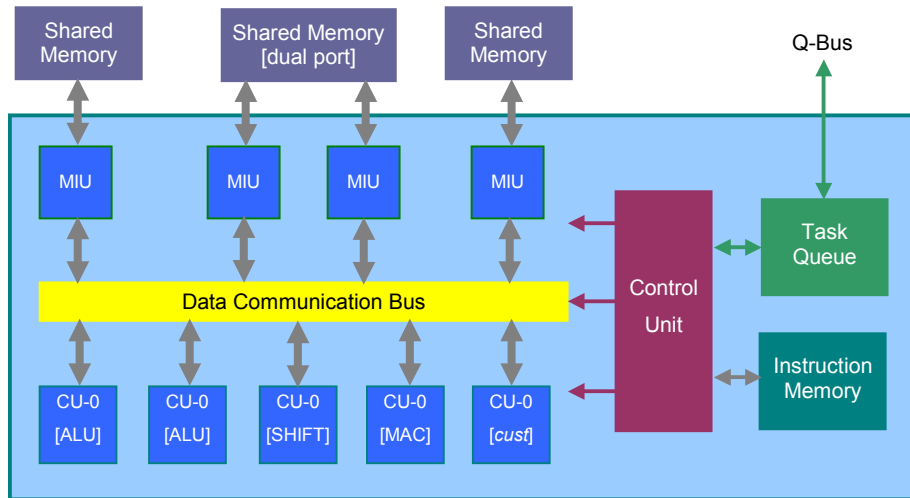 Shared
Memory
Shared Memory
[dual port]
Shared
Memory
Q-Bus
MIU
MIU
MIU
MIU
Task
Queue
Data Communication Bus
Control
Unit
Instruction
Memory
CU-0
[ALU]
CU-0
[ALU]
CU-0
[SHIFT]
CU-0
[MAC]
CU-0
[cust]